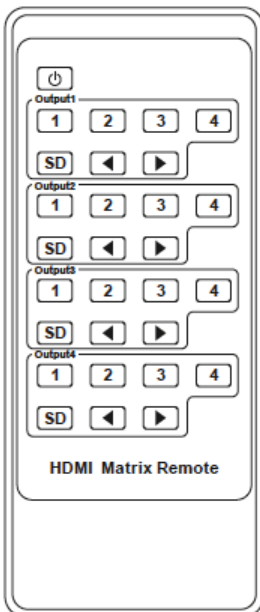 Output1
1 2 3 4
SD
Output2
1 2 3 4
SD
Output3
1 2 3 4
SD
Output4
1 2 3 4
SD
HDMI Matrix Remote